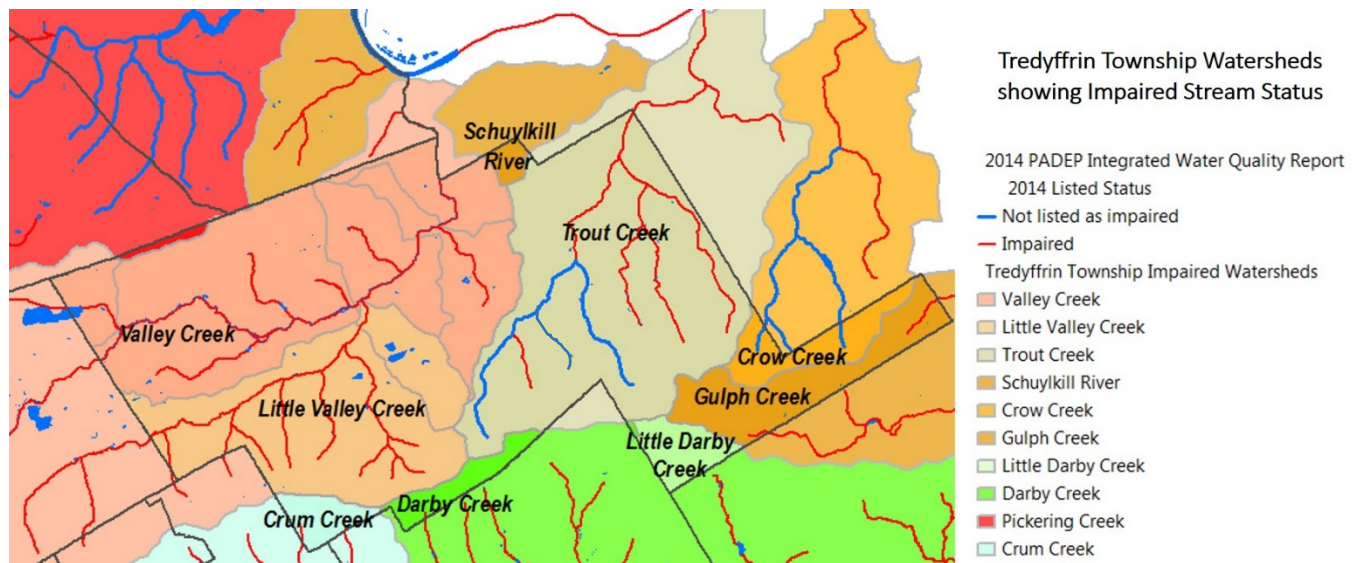 Schuylkill
River
Trout Creek
Valley Creek
Crow Creek
Gulph Creek
Little Valley Creek
Little Darby
Creek
Darby Creek
Crum Creek
Tredyffrin Township Watersheds
showing Impaired Stream Status
2014 PADEP Integrated Water Quality Report
2014 Listed Status
Not listed as impaired
Impaired
Tredyffrin Township Impaired Watersheds
Valley Creek
Little Valley Creek
Trout Creek
Schuylkill River
Crow Creek
Gulph Creek
Little Darby Creek
Darby Creek
Pickering Creek
Crum Creek